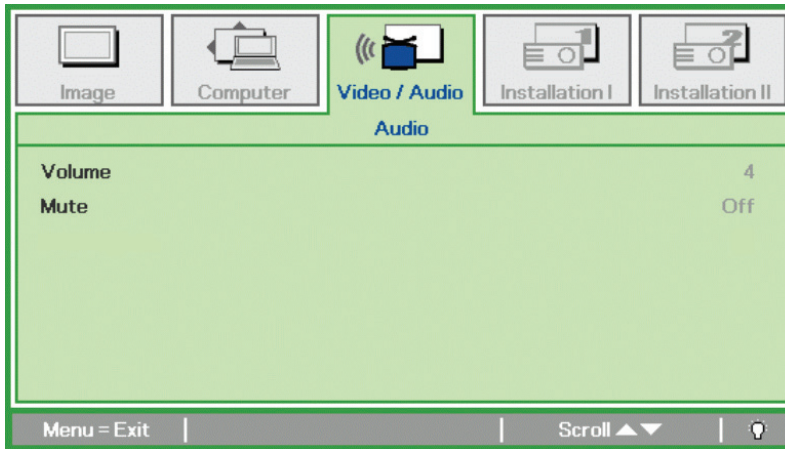 Image
Computer
Video / Audio
Installation I
Installation II
Audio
Volume 4
Mute Off
Menu = Exit
Scroll ▲▼